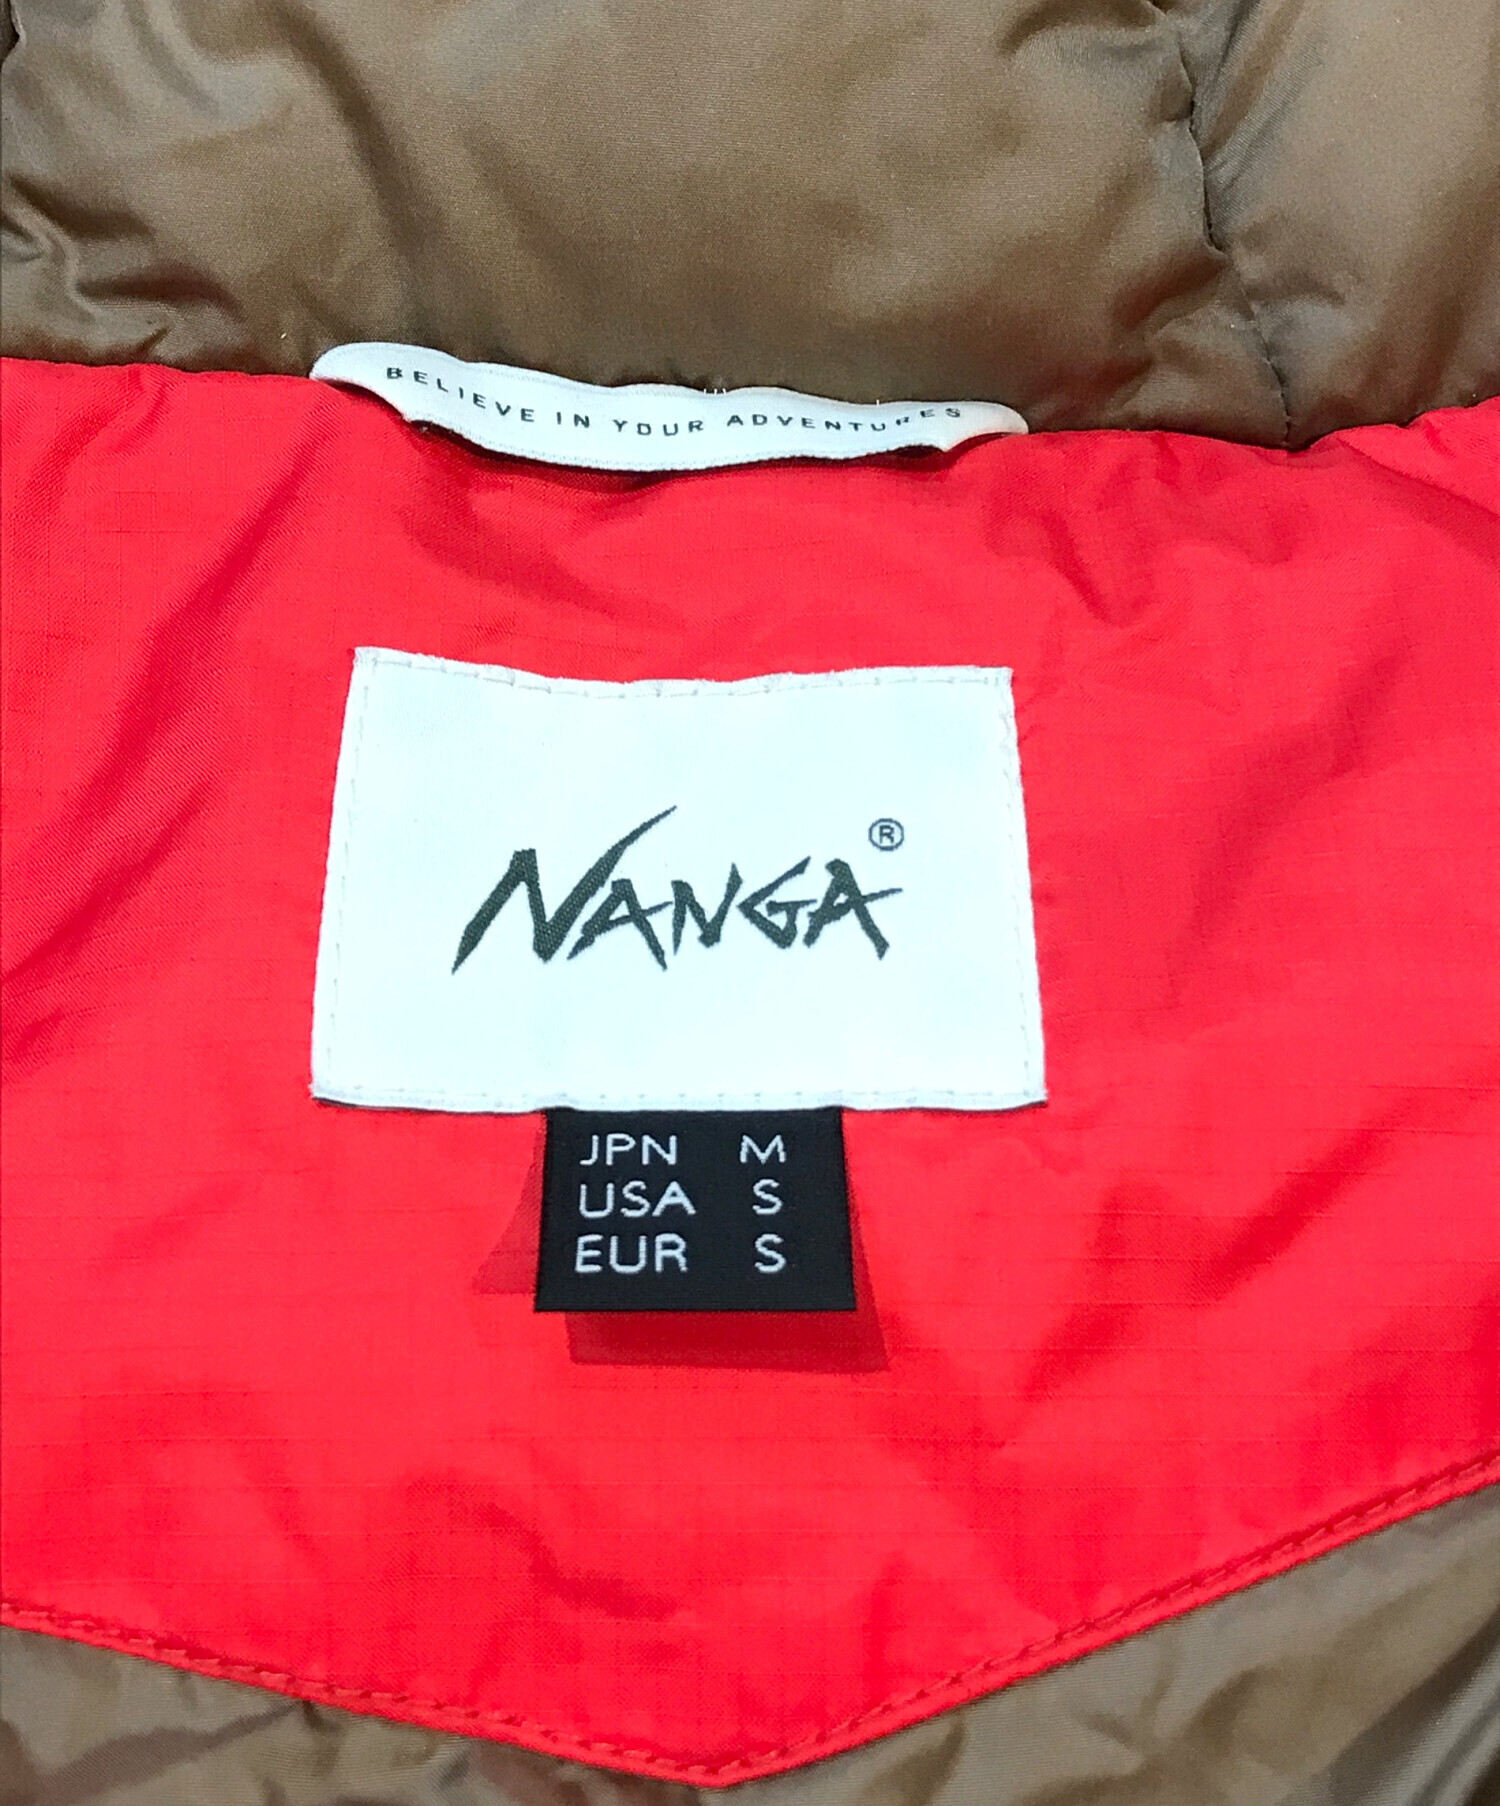 BELIEVE IN YOUR ADVENTURES
NANGA®
JPN M
USA S
EUR S